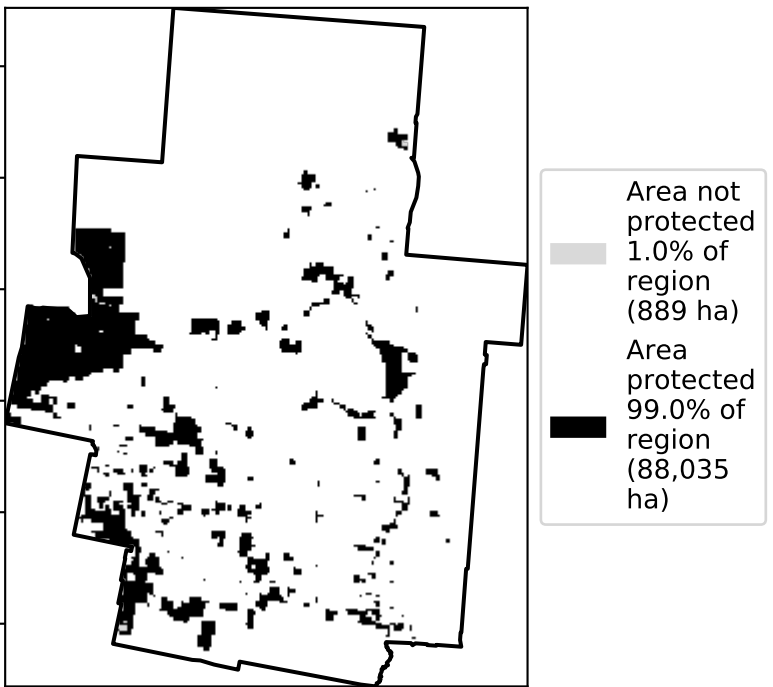 Area not
protected
1.0% of
region
(889 ha)
Area
protected
99.0% of
region
(88,035
ha)